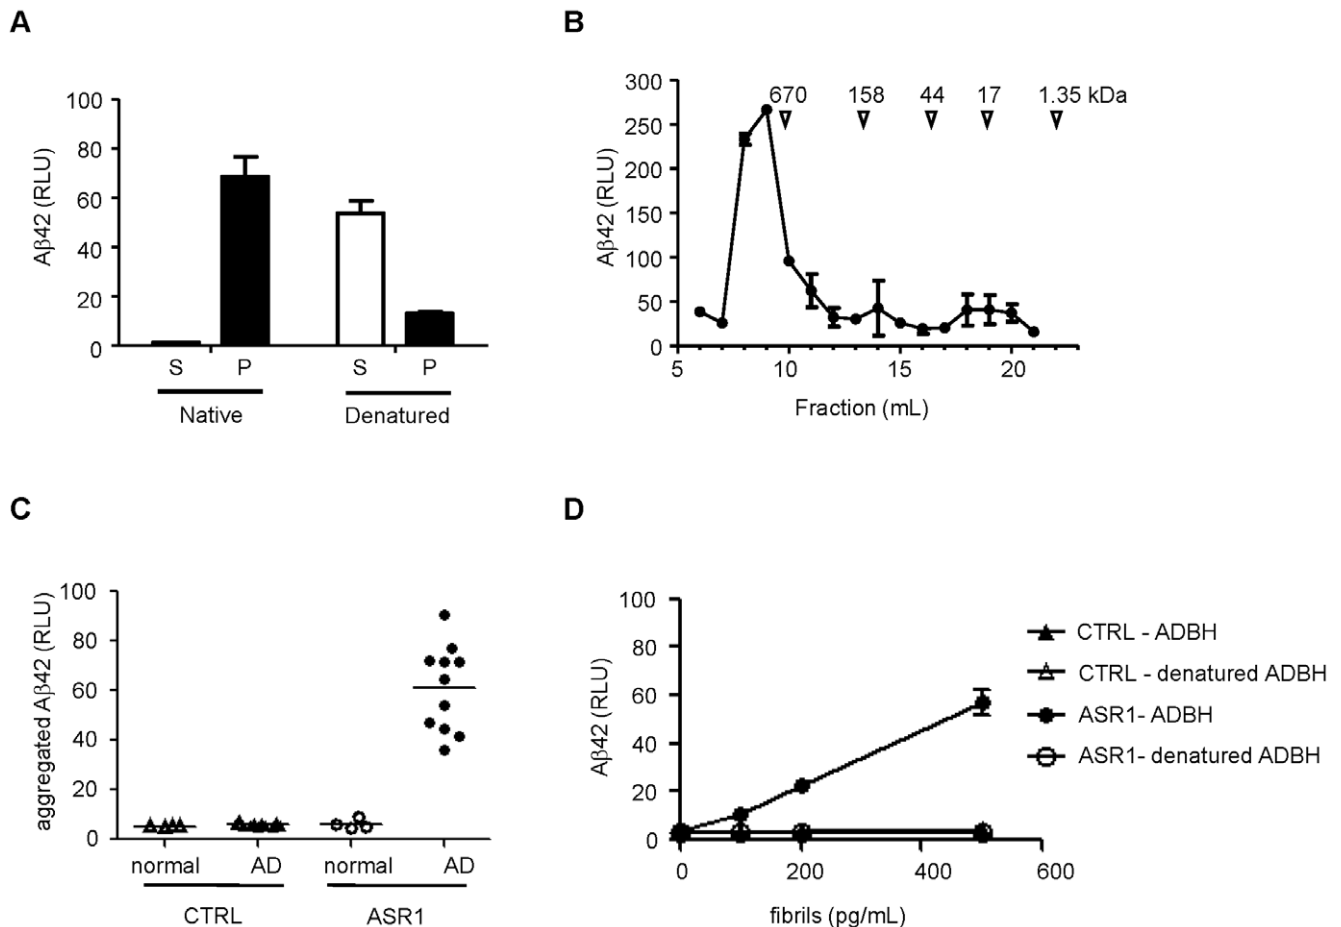 A
Aβ42 (RLU)
100
80
60
40
20
0
S P S P
Native Denatured
B
Aβ42 (RLU)
300
250
200
150
100
50
0
670 158 44 17 1.35 kDa
5 10 15 20
Fraction (mL)
C
aggregated Aβ42 (RLU)
100
80
60
40
20
0
normal AD normal AD
CTRL ASR1
D
Aβ42 (RLU)
100
80
60
40
20
0
0 200 400 600
fibrils (pg/mL)
CTRL - ADBH
CTRL - denatured ADBH
ASR1- ADBH
ASR1- denatured ADBH